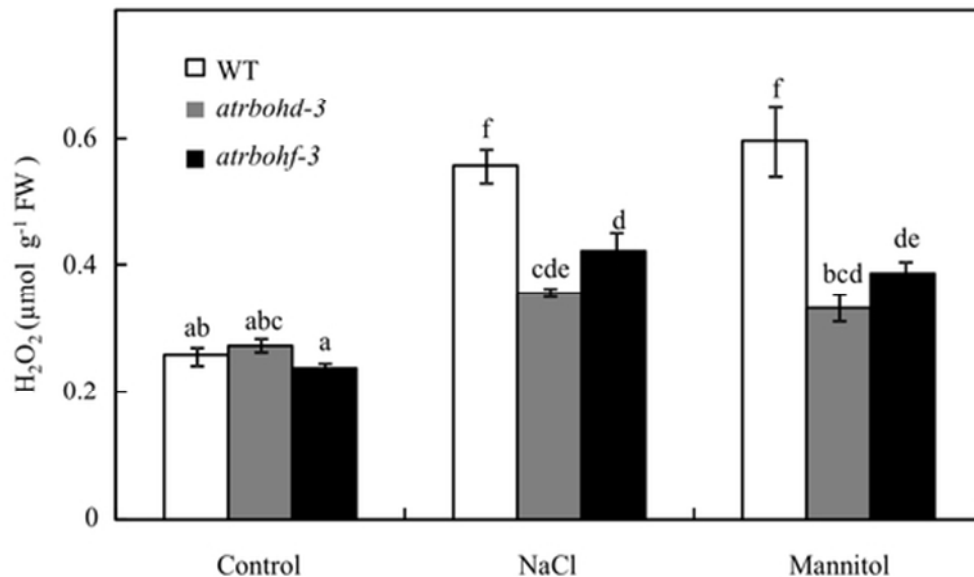 WT
atrbohd-3
atrbohf-3
H₂O₂ (μmol g⁻¹ FW)
0.6
0.4
0.2
0
ab
abc
a
f
cde
d
f
bcd
de
Control
NaCl
Mannitol